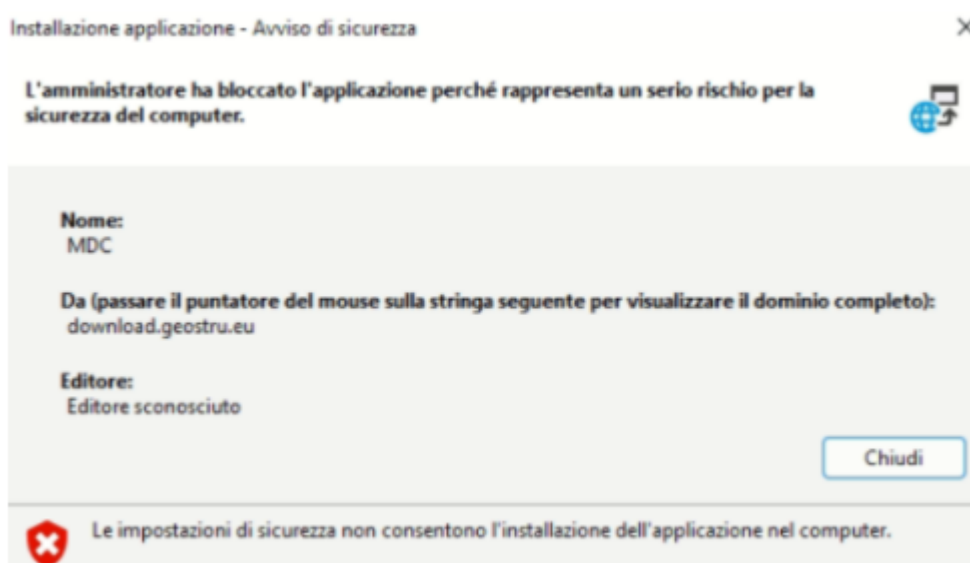 Installazione applicazione - Avviso di sicurezza
L'amministratore ha bloccato l'applicazione perché rappresenta un serio rischio per la
sicurezza del computer.
Nome:
MDC
Da (passare il puntatore del mouse sulla stringa seguente per visualizzare il dominio completo):
download.geostru.eu
Editore:
Editore sconosciuto
Chiudi
Le impostazioni di sicurezza non consentono l'installazione dell'applicazione nel computer.